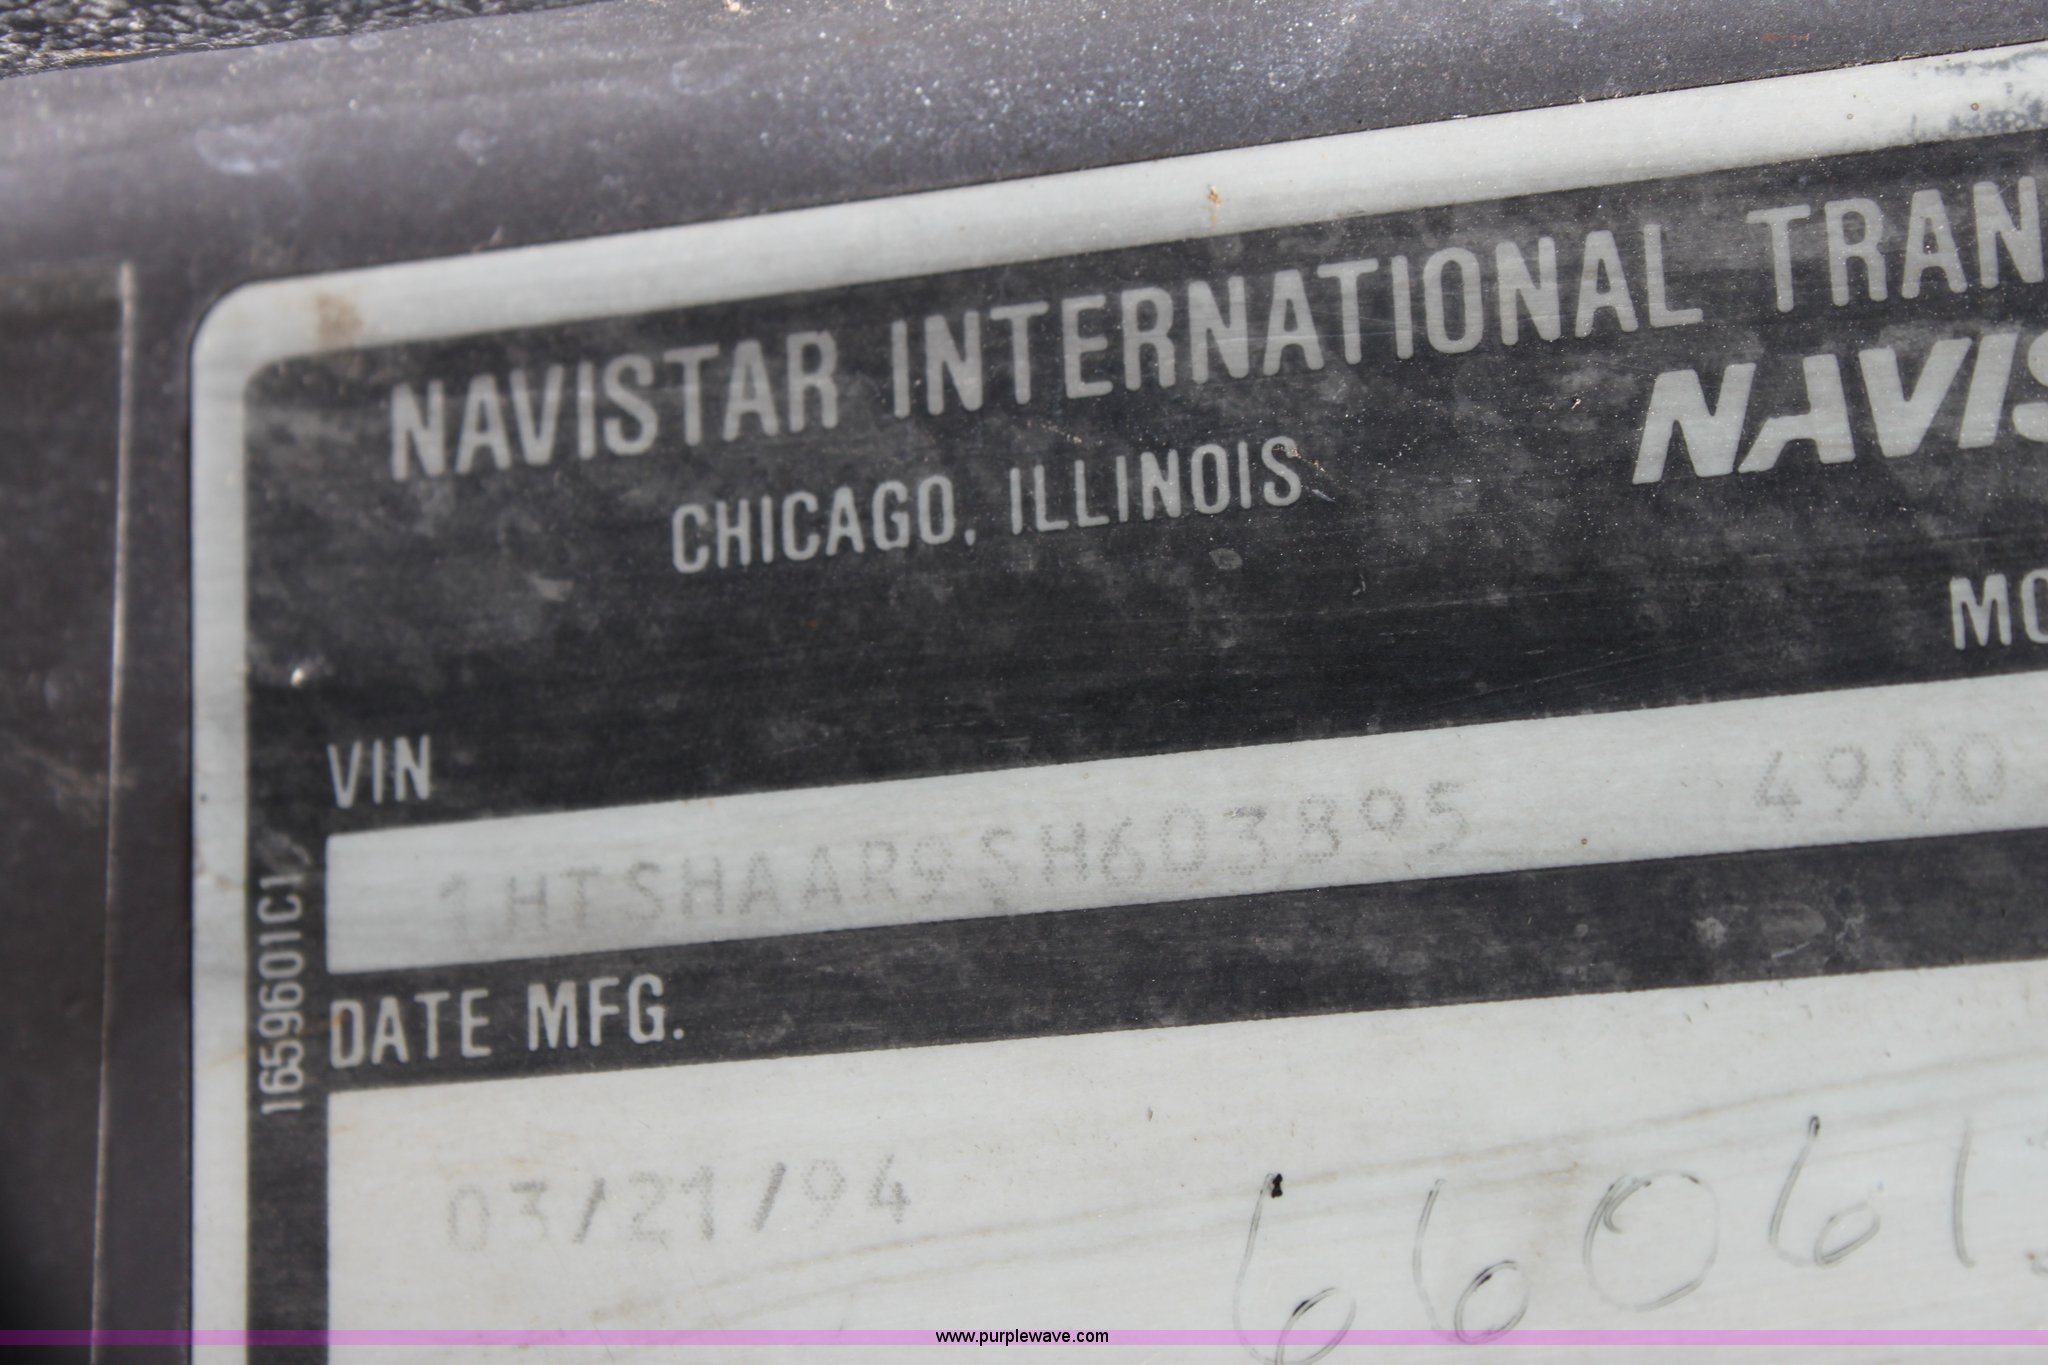 NAVISTAR INTERNATIONAL TRAN
NAVIS
CHICAGO, ILLINOIS
MO
VIN
1HTSHAAR9SH603895 4900
1659601C1
DATE MFG.
03/21/94
66061
www.purplewave.com